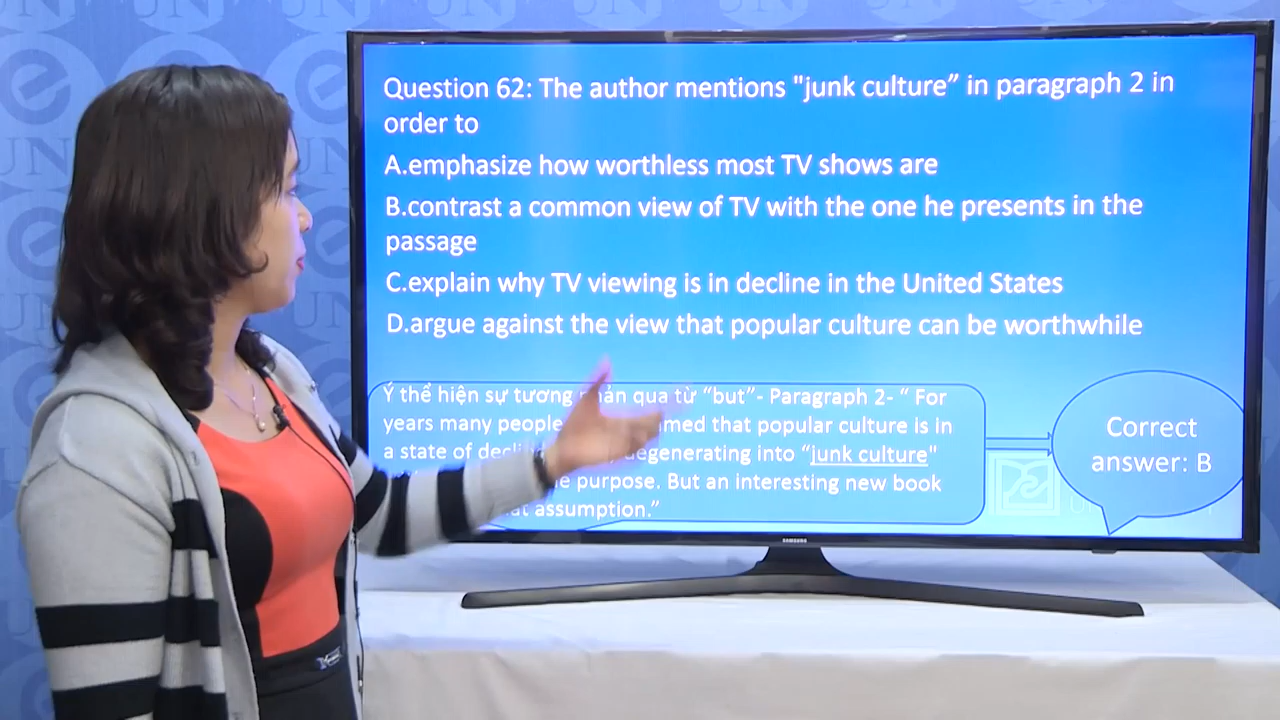 Question 62: The author mentions "junk culture” in paragraph 2 in
order to
A.emphasize how worthless most TV shows are
B.contrast a common view of TV with the one he presents in the
passage
C.explain why TV viewing is in decline in the United States
D.argue against the view that popular culture can be worthwhile
Ý thể hiện sự tương phản qua từ “but”- Paragraph 2- “ For
years many people med that popular culture is in
a state of decli degenerating into “junk culture"
e purpose. But an interesting new book
at assumption.”
Correct
answer: B
SAMSUNG